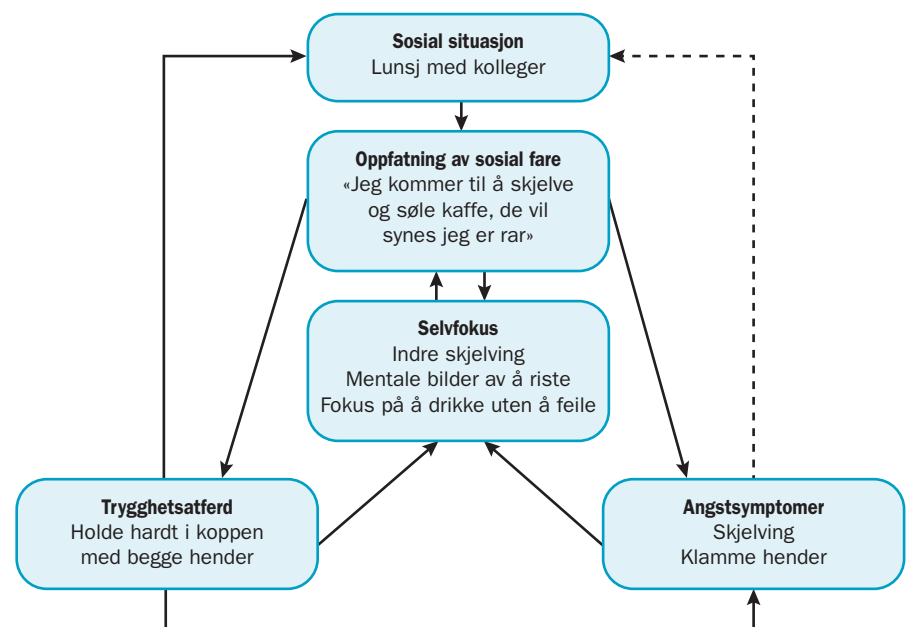 Sosial situasjon
Lunsj med kolleger
Oppfatning av sosial fare
«Jeg kommer til å skjelve
og søle kaffe, de vil
synes jeg er rar»
Selvfokus
Indre skjelving
Mentale bilder av å riste
Fokus på å drikke uten å feile
Trygghetsatferd
Holde hardt i koppen
med begge hender
Angstsymptomer
Skjelving
Klamme hender